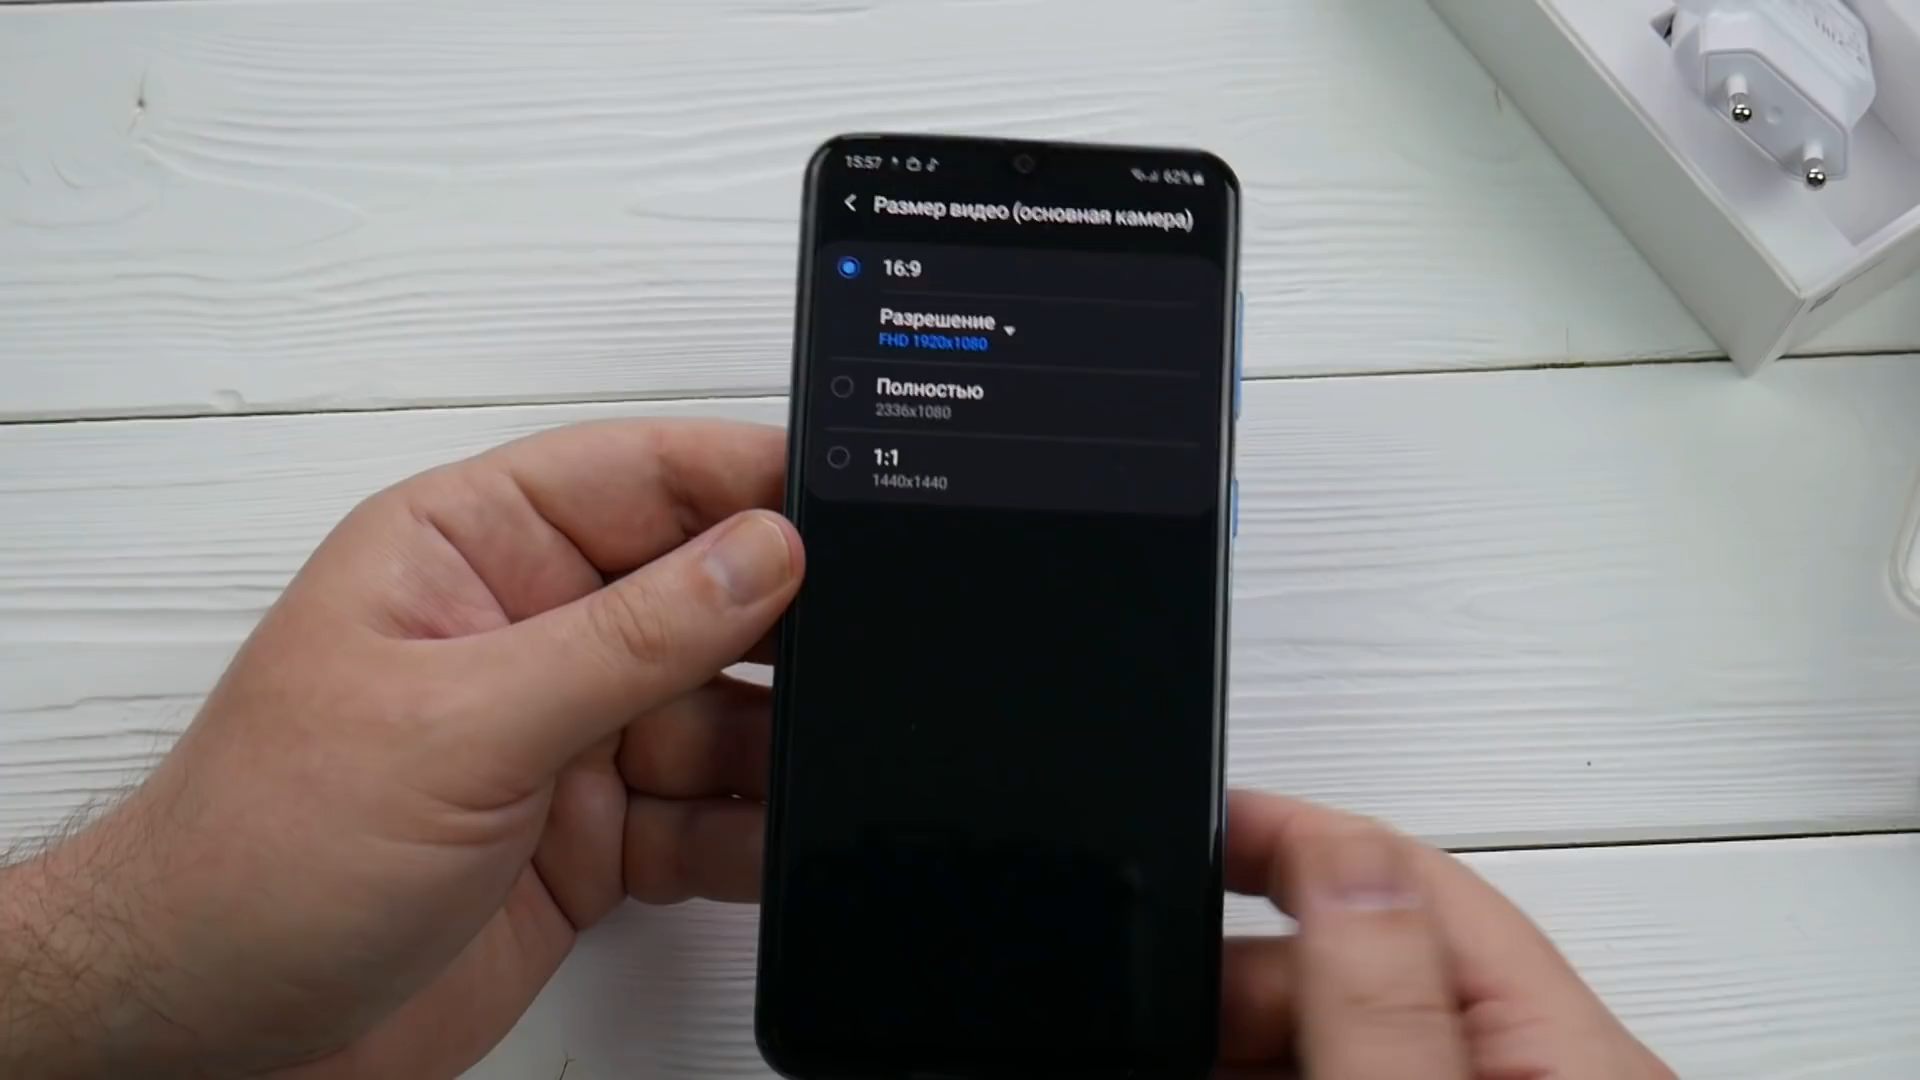 15:57
62%
Размер видео (основная камера)
16:9
Разрешение
FHD 1920x1080
Полностью
2336x1080
1:1
1440x1440